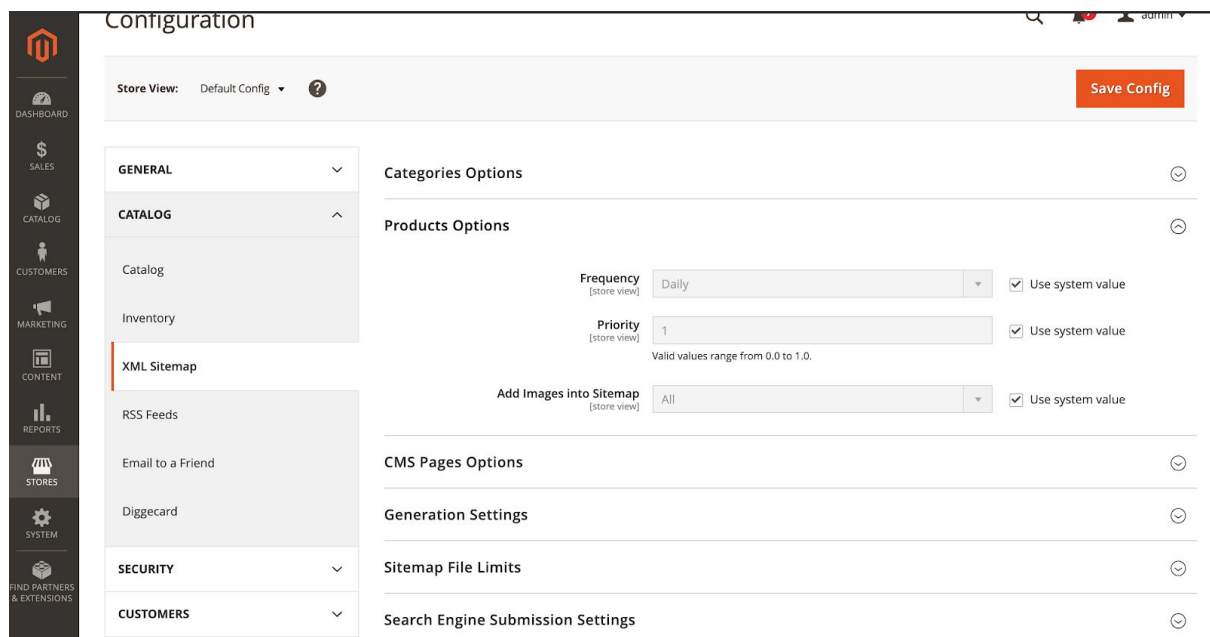 Configuration
admin
Store View: Default Config ?
Save Config
DASHBOARD
SALES
CATALOG
CUSTOMERS
MARKETING
CONTENT
REPORTS
STORES
SYSTEM
FIND PARTNERS
& EXTENSIONS
GENERAL
CATALOG
Catalog
Inventory
XML Sitemap
RSS Feeds
Email to a Friend
Diggecard
SECURITY
CUSTOMERS
Categories Options
Products Options
Frequency
[store view]
Daily
Use system value
Priority
[store view]
1
Use system value
Valid values range from 0.0 to 1.0.
Add Images into Sitemap
[store view]
All
Use system value
CMS Pages Options
Generation Settings
Sitemap File Limits
Search Engine Submission Settings